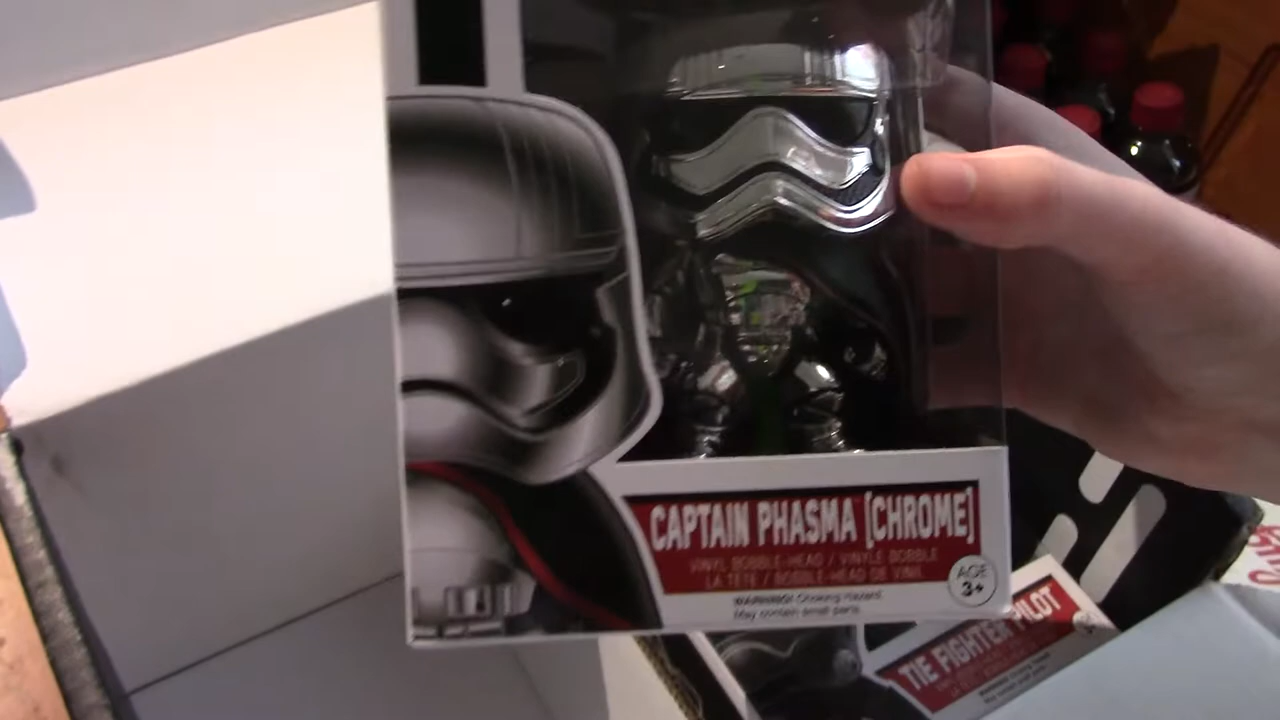 CAPTAIN PHASMA [CHROME]
VINYL BOBBLE-HEAD / VINYLE BOBBLE
LA TÊTE / BOBBLE-HEAD DE VINIL
AGE
3+
WARNING! Choking Hazard.
May contain small parts.
TIE FIGHTER PILOT